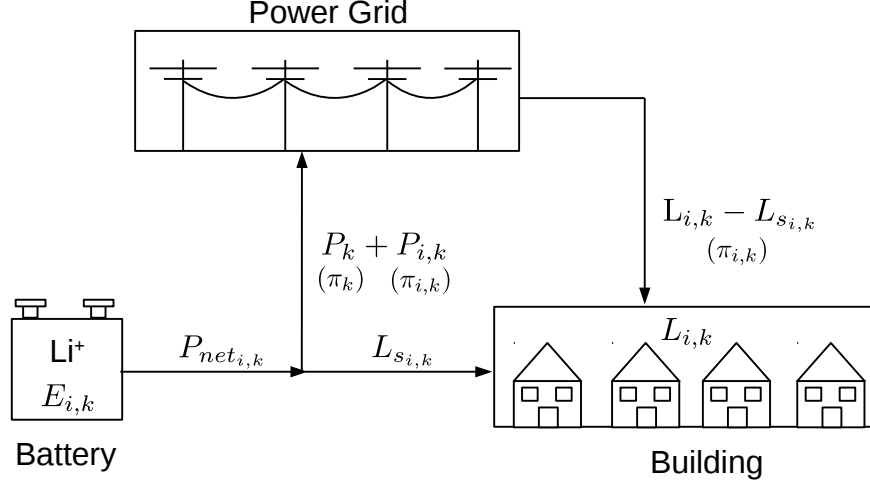 Power Grid
L_{i,k} − L_{s_{i,k}}
(π_{i,k})
P_k + P_{i,k}
(π_k) (π_{i,k})
Li⁺
E_{i,k}
P_{net_{i,k}}
L_{s_{i,k}}
L_{i,k}
Battery
Building